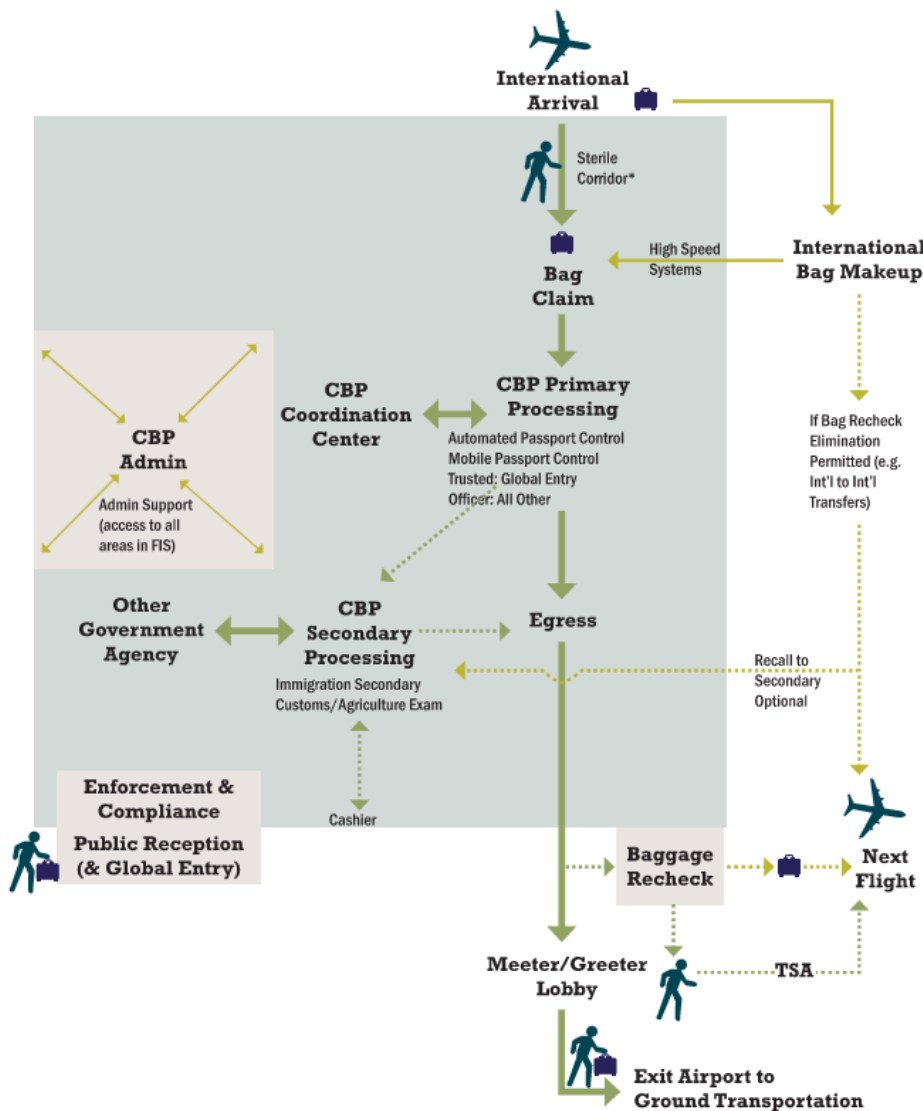 International
Arrival
Sterile
Corridor*
High Speed
Systems
International
Bag Makeup
Bag
Claim
CBP
Coordination
Center
CBP Primary
Processing
Automated Passport Control
Mobile Passport Control
Trusted: Global Entry
Officer: All Other
If Bag Recheck
Elimination
Permitted (e.g.
Int'l to Int'l
Transfers)
CBP
Admin
Admin Support
(access to all
areas in FIS)
Other
Government
Agency
CBP
Secondary
Processing
Immigration Secondary
Customs/Agriculture Exam
Egress
Recall to
Secondary
Optional
Enforcement &
Compliance
Public Reception
(& Global Entry)
Cashier
Baggage
Recheck
Next
Flight
Meeter/Greeter
Lobby
TSA
Exit Airport to
Ground Transportation